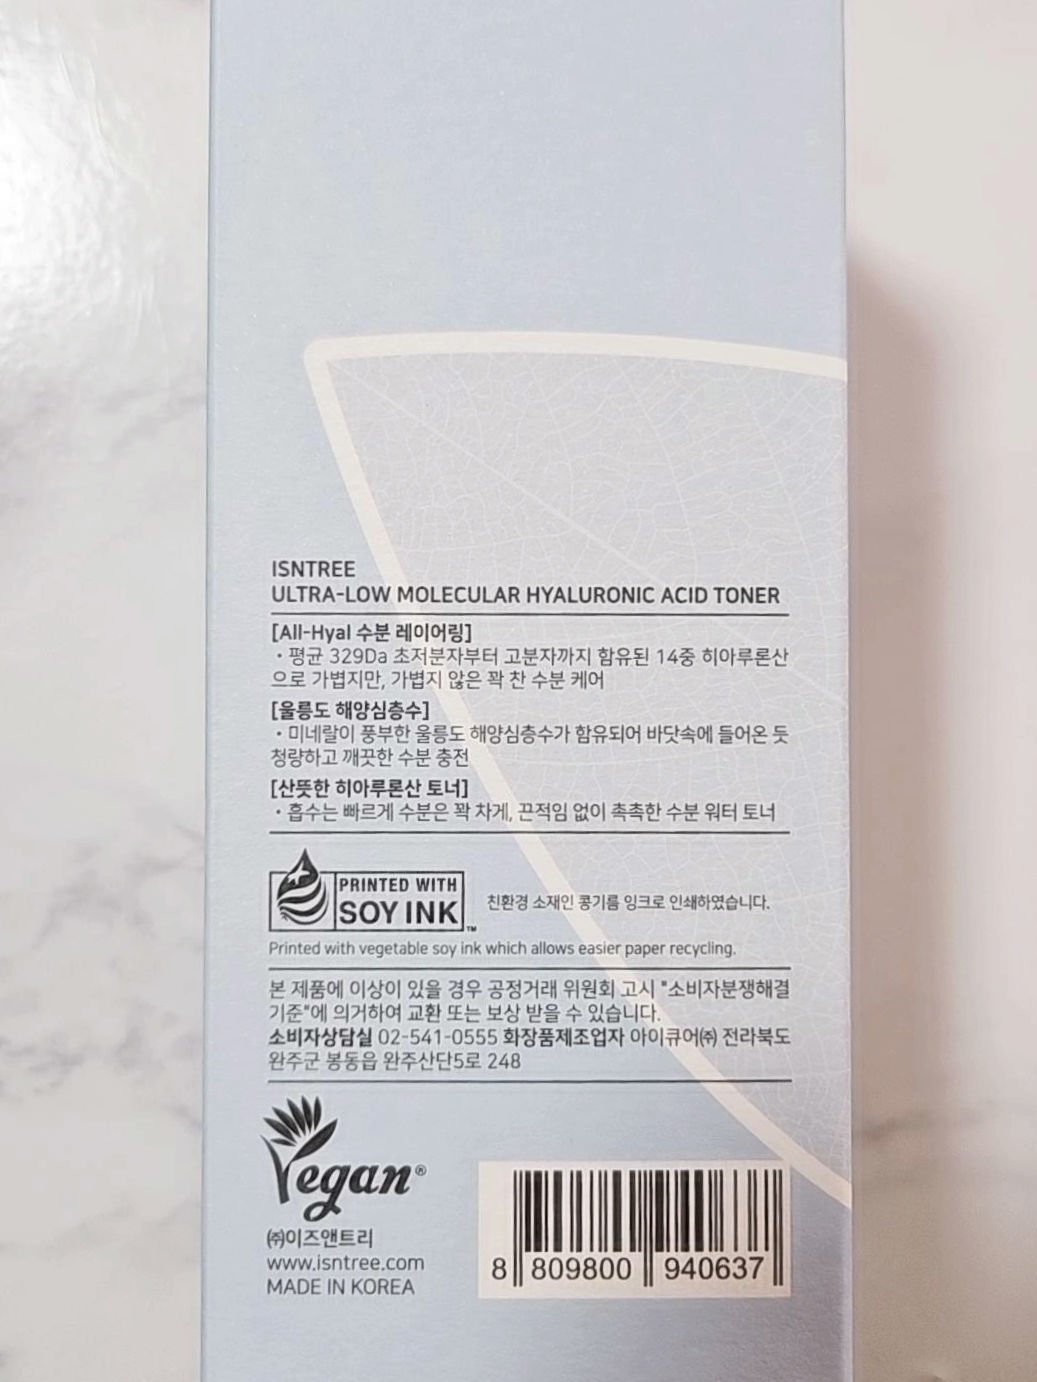 ISNTREE
ULTRA-LOW MOLECULAR HYALURONIC ACID TONER
[All-Hyal 수분 레이어링]
・평균 329Da 초저분자부터 고분자까지 함유된 14중 히아루론산
으로 가볍지만, 가볍지 않은 꽉 찬 수분 케어
[울릉도 해양심층수]
・미네랄이 풍부한 울릉도 해양심층수가 함유되어 바닷속에 들어온 듯
청량하고 깨끗한 수분 충전
[산뜻한 히아루론산 토너]
・흡수는 빠르게 수분은 꽉 차게, 끈적임 없이 촉촉한 수분 워터 토너
PRINTED WITH
SOY INK™
친환경 소재인 콩기름 잉크로 인쇄하였습니다.
Printed with vegetable soy ink which allows easier paper recycling.
본 제품에 이상이 있을 경우 공정거래 위원회 고시 "소비자분쟁해결
기준"에 의거하여 교환 또는 보상 받을 수 있습니다.
소비자상담실 02-541-0555 화장품제조업자 아이큐어㈜ 전라북도
완주군 봉동읍 완주산단5로 248
Vegan®
㈜이즈앤트리
www.isntree.com
MADE IN KOREA
8 809800 940637